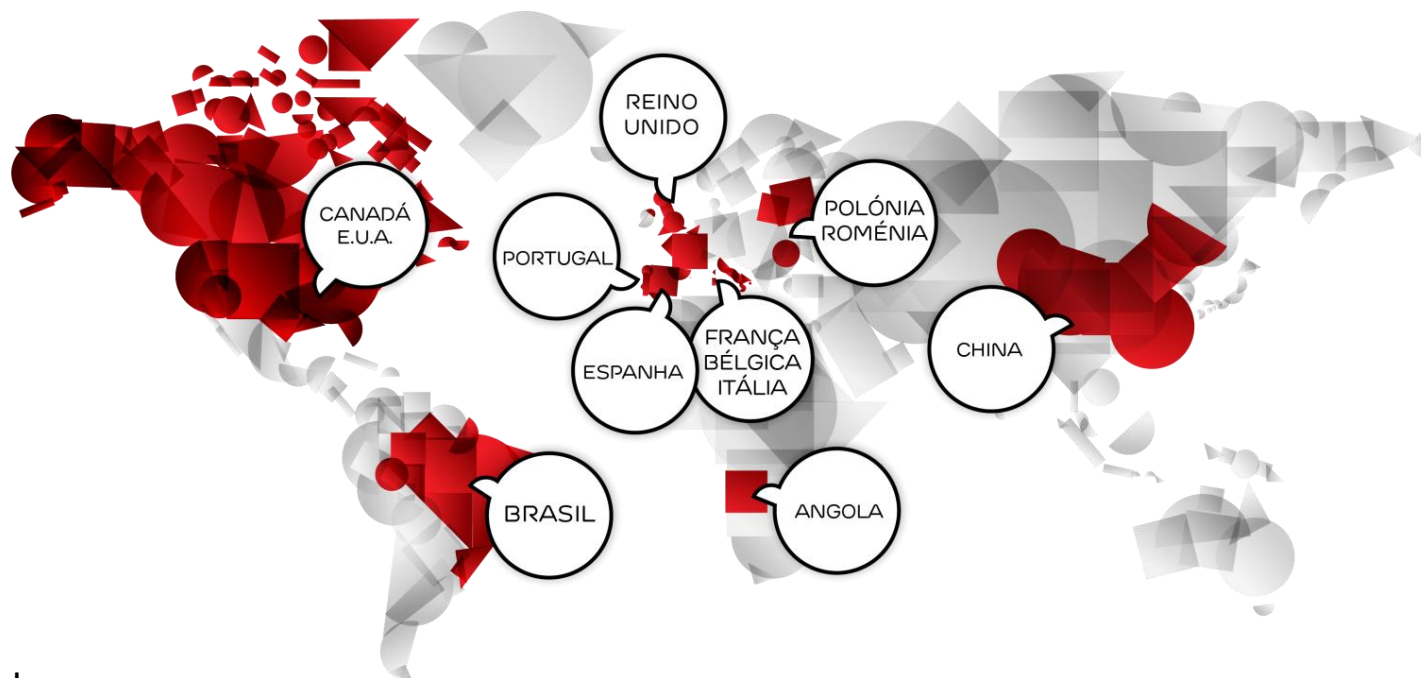 REINO
UNIDO
CANADÁ
E.U.A.
POLÓNIA
ROMÉNIA
PORTUGAL
ESPANHA
FRANÇA
BÉLGICA
ITÁLIA
CHINA
BRASIL
ANGOLA